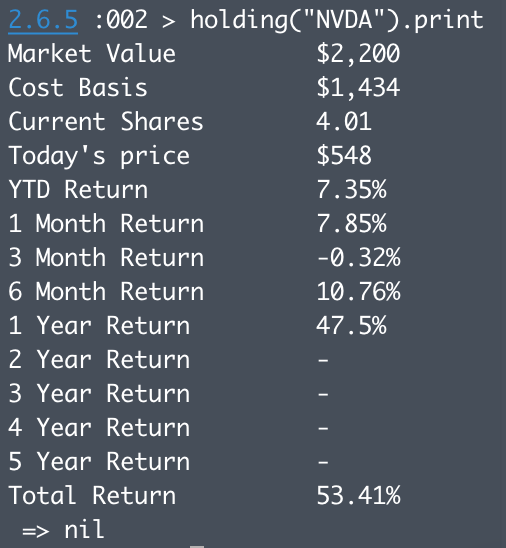 2.6.5 :002 > holding("NVDA").print
Market Value $2,200
Cost Basis $1,434
Current Shares 4.01
Today's price $548
YTD Return 7.35%
1 Month Return 7.85%
3 Month Return -0.32%
6 Month Return 10.76%
1 Year Return 47.5%
2 Year Return -
3 Year Return -
4 Year Return -
5 Year Return -
Total Return 53.41%
=> nil